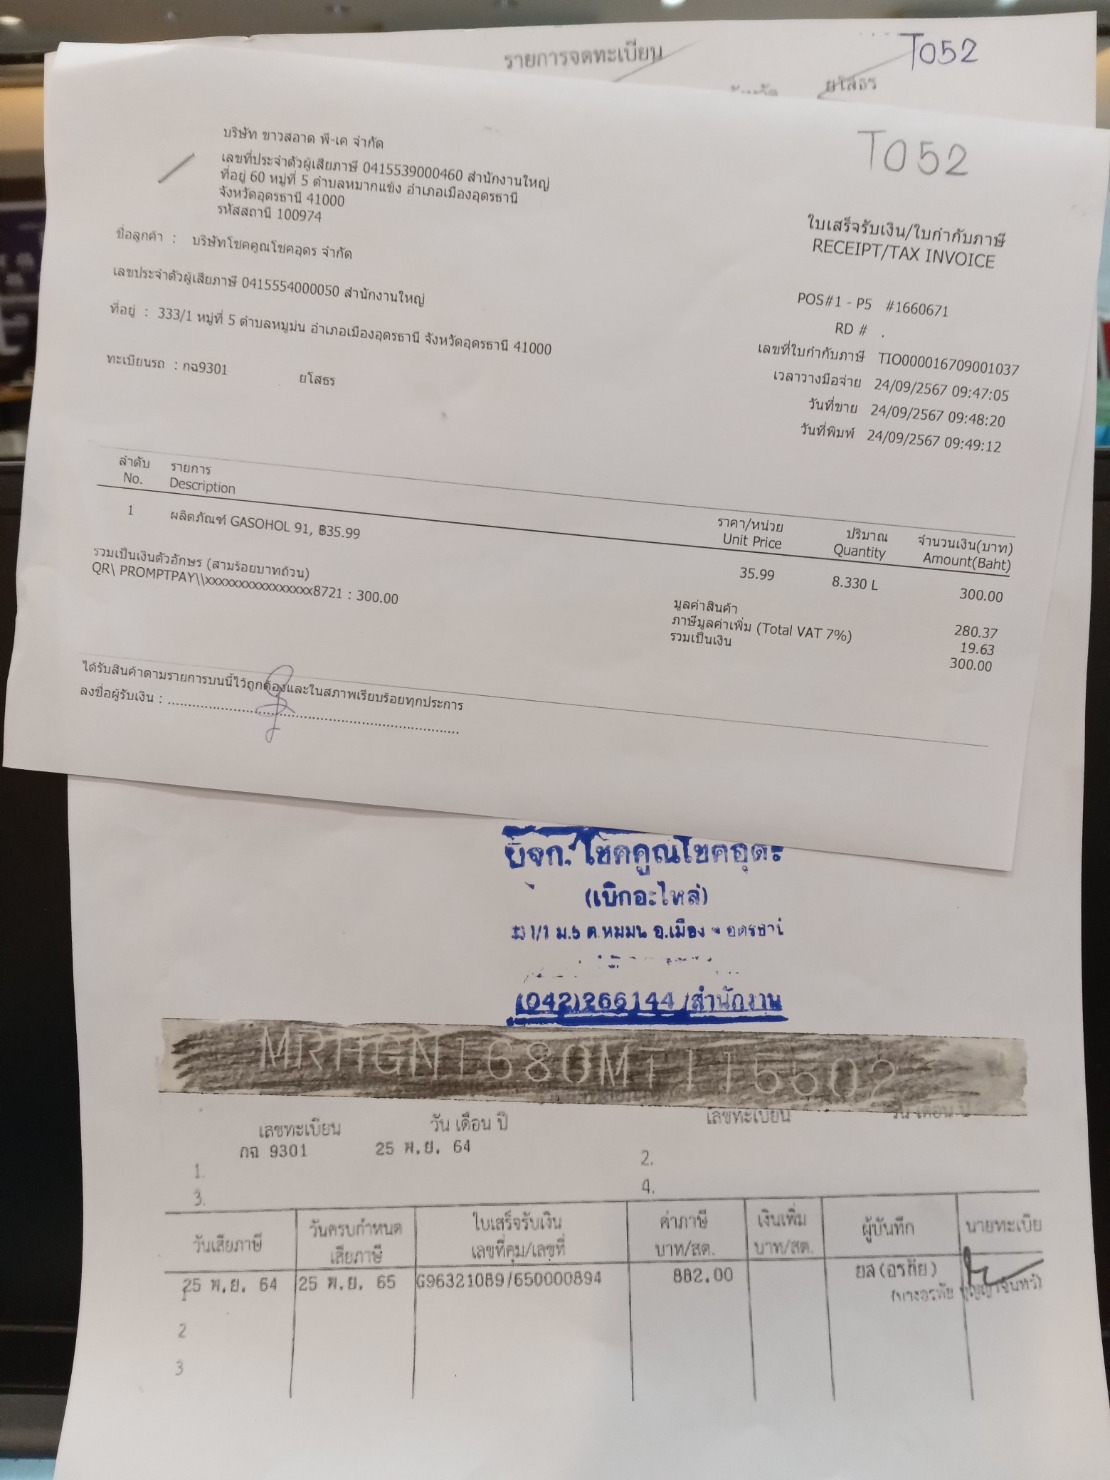 รายการจดทะเบียน
T052
ยโสธร
T052
บริษัท ขาวสอาด พี-เค จำกัด
เลขที่ประจำตัวผู้เสียภาษี 0415539000460 สำนักงานใหญ่
ที่อยู่ 60 หมู่ที่ 5 ตำบลหมากแข้ง อำเภอเมืองอุดรธานี
จังหวัดอุดรธานี 41000
รหัสสถานี 100974
ใบเสร็จรับเงิน/ใบกำกับภาษี
RECEIPT/TAX INVOICE
ชื่อลูกค้า : บริษัทโชคคูณโชคอุดร จำกัด
เลขประจำตัวผู้เสียภาษี 0415554000050 สำนักงานใหญ่
ที่อยู่ : 333/1 หมู่ที่ 5 ตำบลหมูม่น อำเภอเมืองอุดรธานี จังหวัดอุดรธานี 41000
ทะเบียนรถ : กฉ9301 ยโสธร
POS#1 - P5 #1660671
RD # .
เลขที่ใบกำกับภาษี TIO000016709001037
เวลาวางมือจ่าย 24/09/2567 09:47:05
วันที่ขาย 24/09/2567 09:48:20
วันที่พิมพ์ 24/09/2567 09:49:12
ลำดับ รายการ ราคา/หน่วย ปริมาณ จำนวนเงิน(บาท)
No. Description Unit Price Quantity Amount(Baht)
1 ผลิตภัณฑ์ GASOHOL 91, ฿35.99 35.99 8.330 L 300.00
รวมเป็นเงินตัวอักษร (สามร้อยบาทถ้วน)
QR\ PROMPTPAY\\xxxxxxxxxxxxxxxx8721 : 300.00
มูลค่าสินค้า 280.37
ภาษีมูลค่าเพิ่ม (Total VAT 7%) 19.63
รวมเป็นเงิน 300.00
ได้รับสินค้าตามรายการบนนี้ไว้ถูกต้องและในสภาพเรียบร้อยทุกประการ
ลงชื่อผู้รับเงิน : ........................................................................
โชคคูณโชคอุดร
(เบิกอะไหล่)
ม.5 ต.หมูม่น อ.เมือง
(042)266144/สำนักงาน
เลขทะเบียน วัน เดือน ปี เลขทะเบียน วัน เดือน ปี
1. กฉ 9301 25 พ.ย. 64 2.
3. 4.
วันเสียภาษี วันครบกำหนดเสียภาษี ใบเสร็จรับเงิน เลขที่คุม/เลขที่ ค่าภาษี บาท/สต. เงินเพิ่ม บาท/สต. ผู้บันทึก นายทะเบีย
1 25 พ.ย. 64 25 พ.ย. 65 G96321089/650000894 882.00 ยส(อรทัย)
2
3